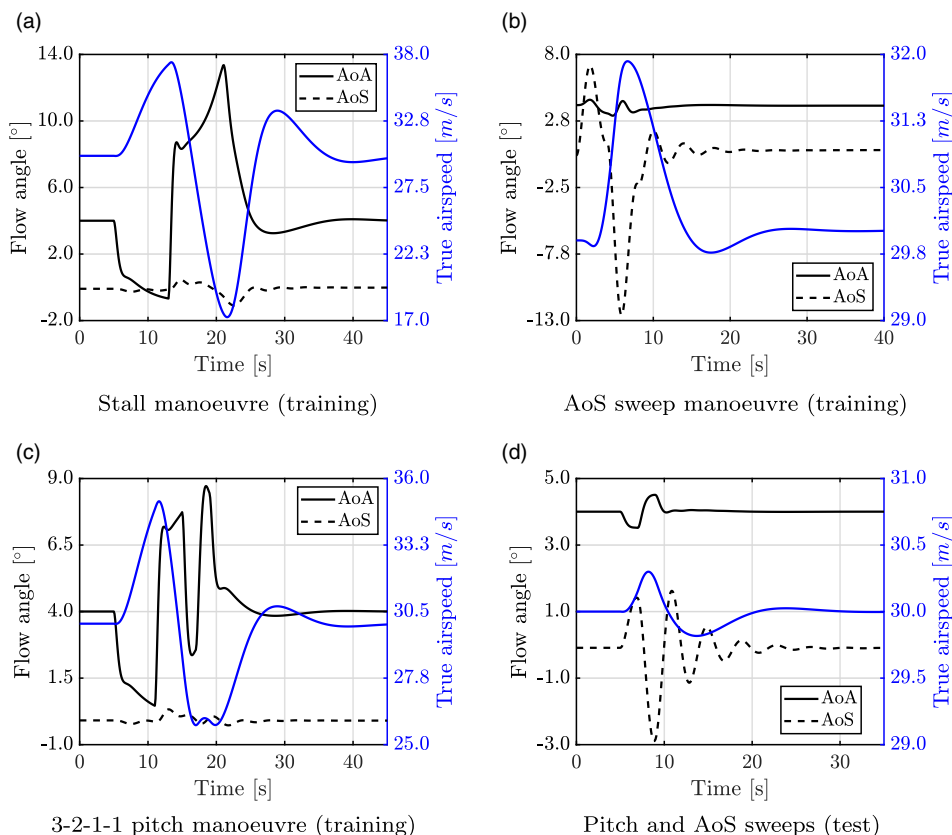 (a)
14.0
10.0
6.0
2.0
-2.0
Flow angle [°]
38.0
32.8
27.5
22.3
17.0
True airspeed [m/s]
AoA
AoS
0 10 20 30 40
Time [s]
Stall manoeuvre (training)
(b)
8.0
2.8
-2.5
-7.8
-13.0
Flow angle [°]
32.0
31.3
30.5
29.8
29.0
True airspeed [m/s]
AoA
AoS
0 10 20 30 40
Time [s]
AoS sweep manoeuvre (training)
(c)
9.0
6.5
4.0
1.5
-1.0
Flow angle [°]
36.0
33.3
30.5
27.8
25.0
True airspeed [m/s]
AoA
AoS
0 10 20 30 40
Time [s]
3-2-1-1 pitch manoeuvre (training)
(d)
5.0
3.0
1.0
-1.0
-3.0
Flow angle [°]
31.0
30.5
30.0
29.5
29.0
True airspeed [m/s]
AoA
AoS
0 10 20 30
Time [s]
Pitch and AoS sweeps (test)